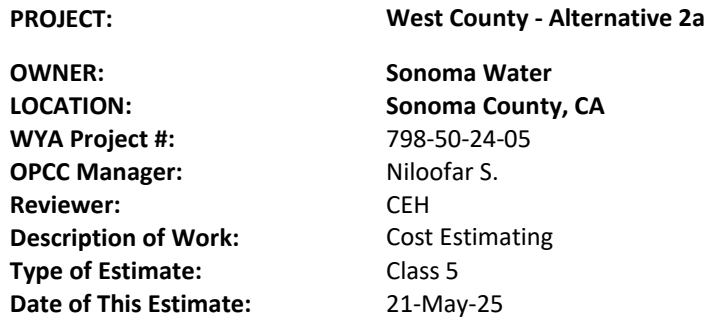 PROJECT: West County - Alternative 2a
OWNER: Sonoma Water
LOCATION: Sonoma County, CA
WYA Project #: 798-50-24-05
OPCC Manager: Niloofar S.
Reviewer: CEH
Description of Work: Cost Estimating
Type of Estimate: Class 5
Date of This Estimate: 21-May-25